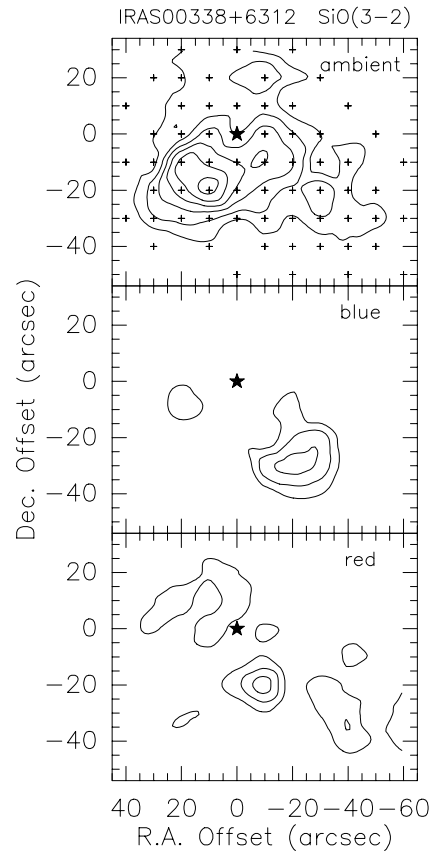 IRAS00338+6312 SiO(3-2)
ambient
20
0
-20
-40
blue
20
0
-20
-40
red
20
0
-20
-40
40 20 0 -20 -40 -60
Dec. Offset (arcsec)
R.A. Offset (arcsec)